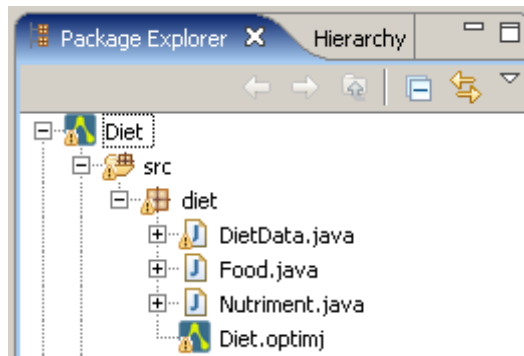 Package Explorer Hierarchy
Diet
src
diet
DietData.java
Food.java
Nutriment.java
Diet.optimj